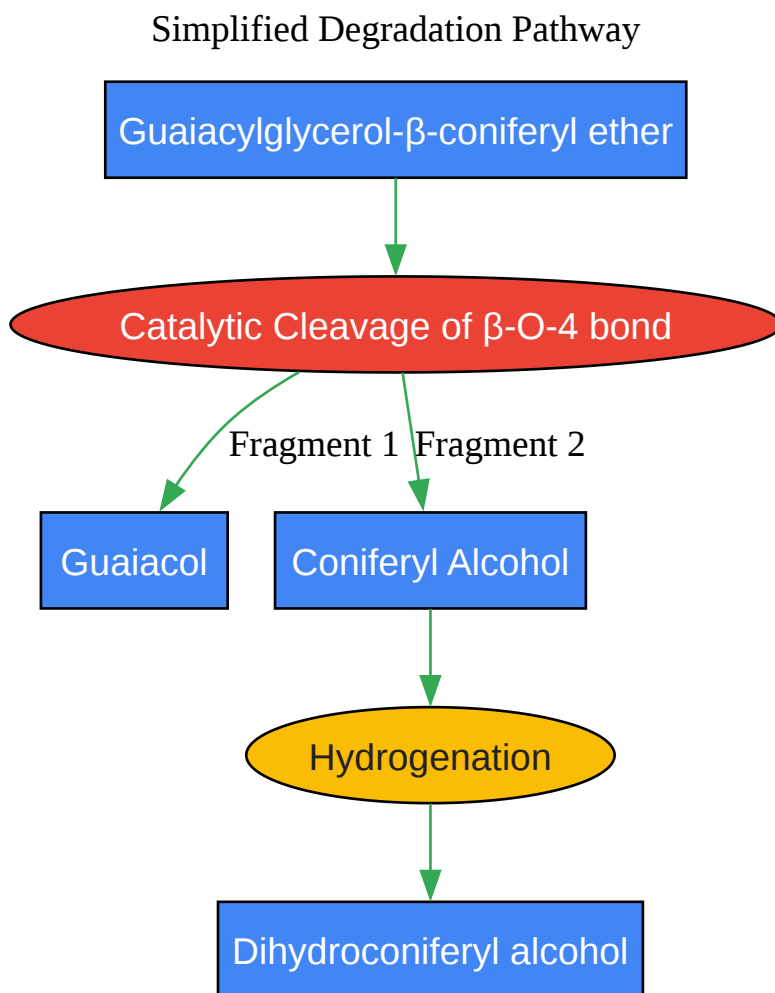 Simplified Degradation Pathway
Guaiacylglycerol-β-coniferyl ether
Catalytic Cleavage of β-O-4 bond
Fragment 1
Fragment 2
Guaiacol
Coniferyl Alcohol
Hydrogenation
Dihydroconiferyl alcohol